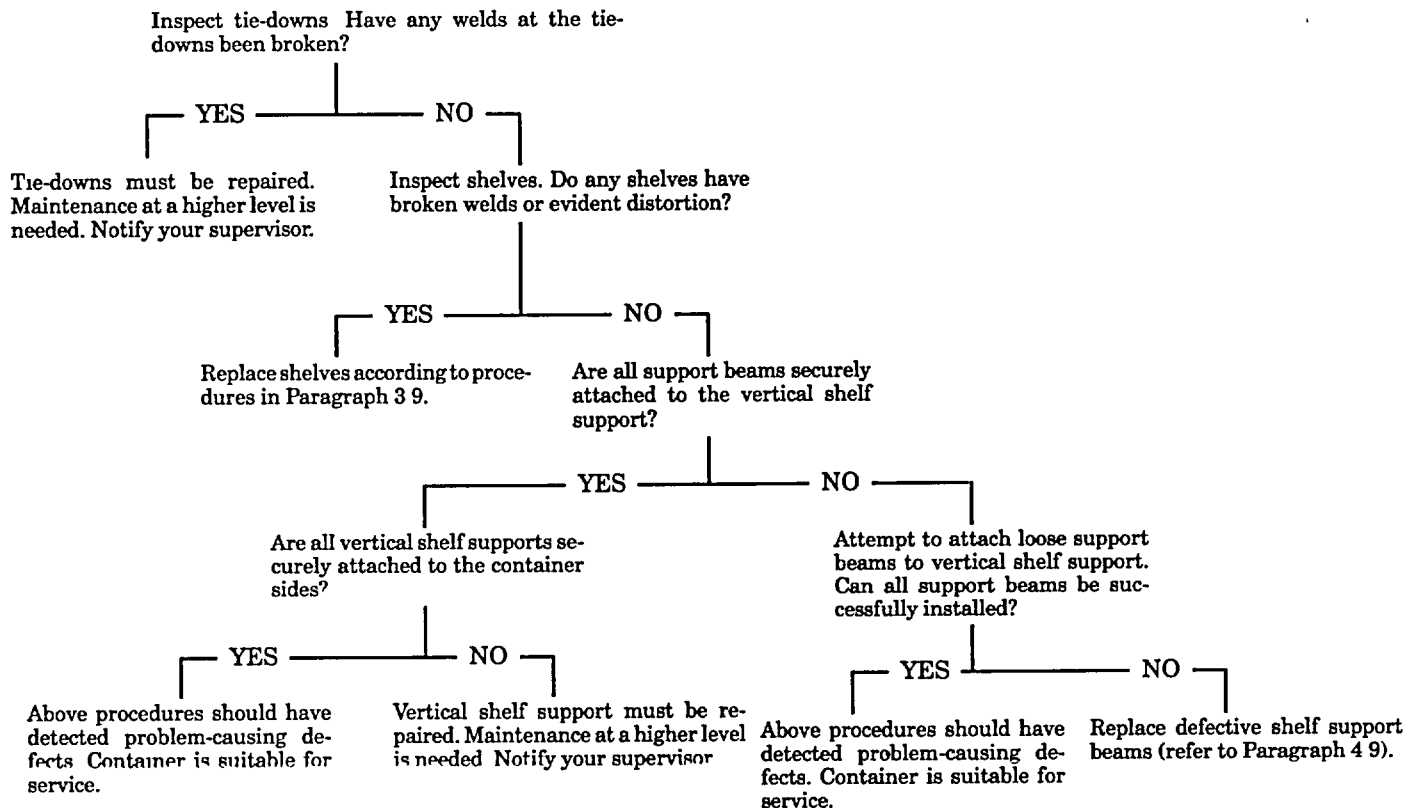 Inspect tie-downs Have any welds at the tie-
downs been broken?
YES
NO
Tie-downs must be repaired.
Maintenance at a higher level is
needed. Notify your supervisor.
Inspect shelves. Do any shelves have
broken welds or evident distortion?
YES
NO
Replace shelves according to proce-
dures in Paragraph 3 9.
Are all support beams securely
attached to the vertical shelf
support?
YES
NO
Are all vertical shelf supports se-
curely attached to the container
sides?
Attempt to attach loose support
beams to vertical shelf support.
Can all support beams be suc-
cessfully installed?
YES
NO
YES
NO
Above procedures should have
detected problem-causing de-
fects Container is suitable for
service.
Vertical shelf support must be re-
paired. Maintenance at a higher level
is needed Notify your supervisor
Above procedures should have
detected problem-causing de-
fects. Container is suitable for
service.
Replace defective shelf support
beams (refer to Paragraph 4 9).